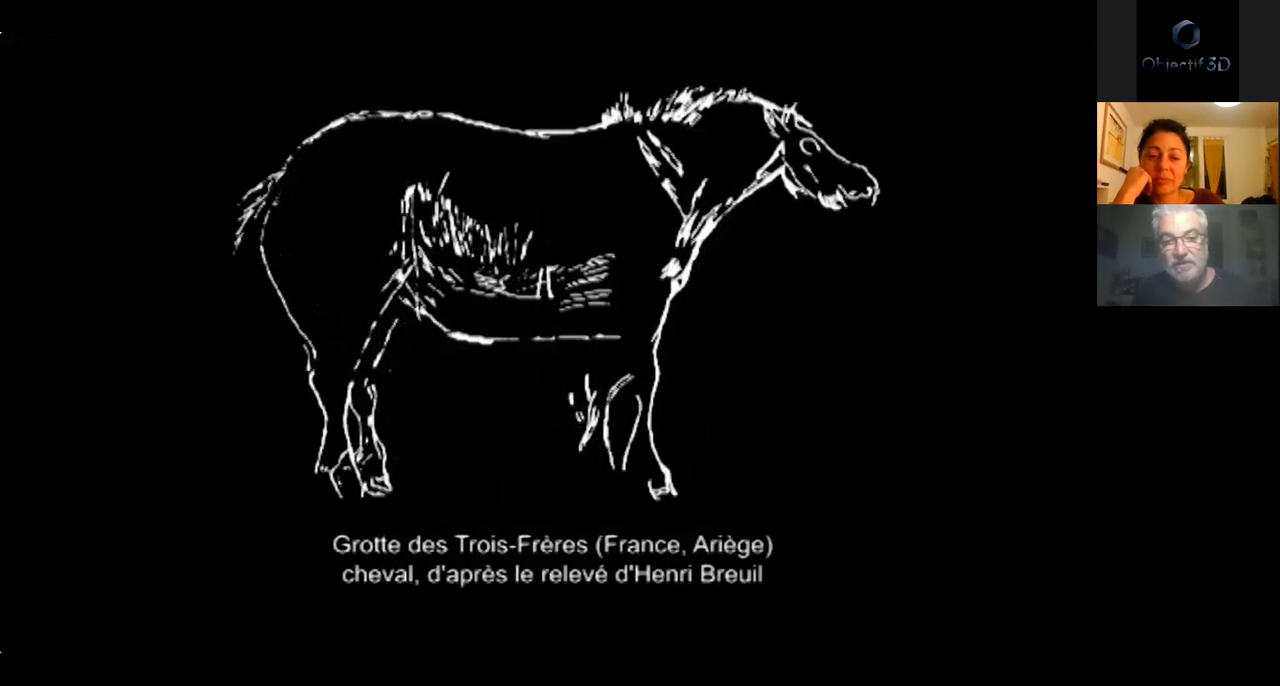 Objectif 3D
Grotte des Trois-Frères (France, Ariège)
cheval, d'après le relevé d'Henri Breuil